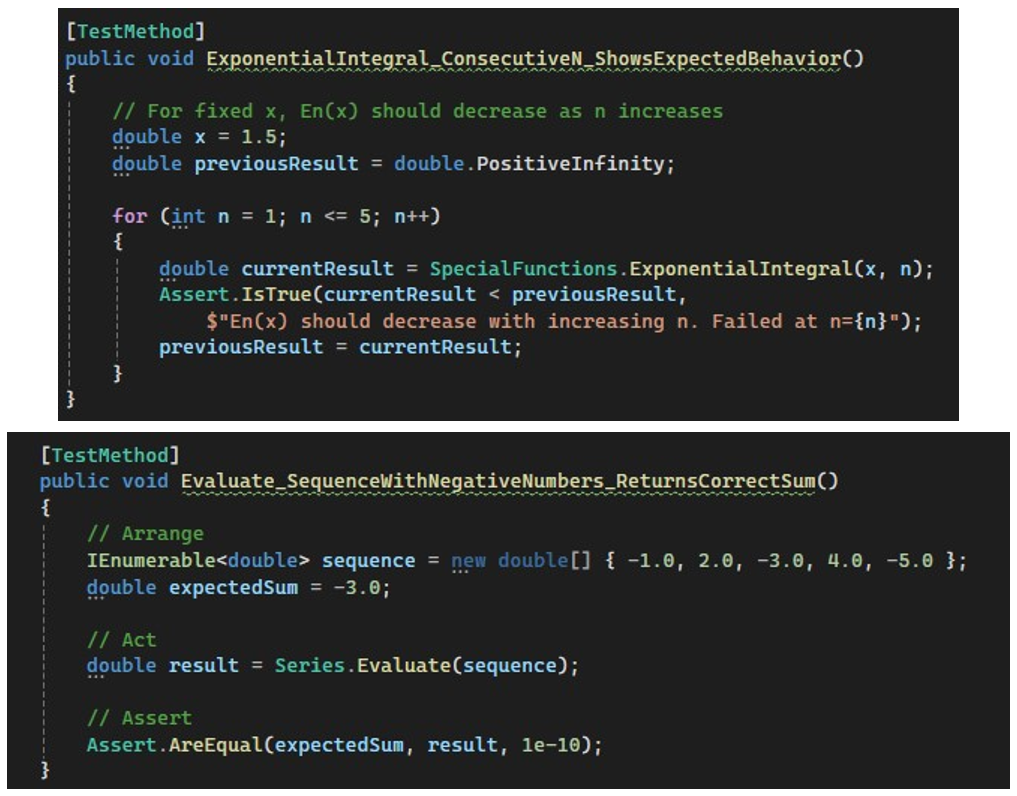 [TestMethod]
public void ExponentialIntegral_ConsecutiveN_ShowsExpectedBehavior()
{
    // For fixed x, En(x) should decrease as n increases
    double x = 1.5;
    double previousResult = double.PositiveInfinity;

    for (int n = 1; n <= 5; n++)
    {
        double currentResult = SpecialFunctions.ExponentialIntegral(x, n);
        Assert.IsTrue(currentResult < previousResult,
            $"En(x) should decrease with increasing n. Failed at n={n}");
        previousResult = currentResult;
    }
}
[TestMethod]
public void Evaluate_SequenceWithNegativeNumbers_ReturnsCorrectSum()
{
    // Arrange
    IEnumerable<double> sequence = new double[] { -1.0, 2.0, -3.0, 4.0, -5.0 };
    double expectedSum = -3.0;

    // Act
    double result = Series.Evaluate(sequence);

    // Assert
    Assert.AreEqual(expectedSum, result, 1e-10);
}